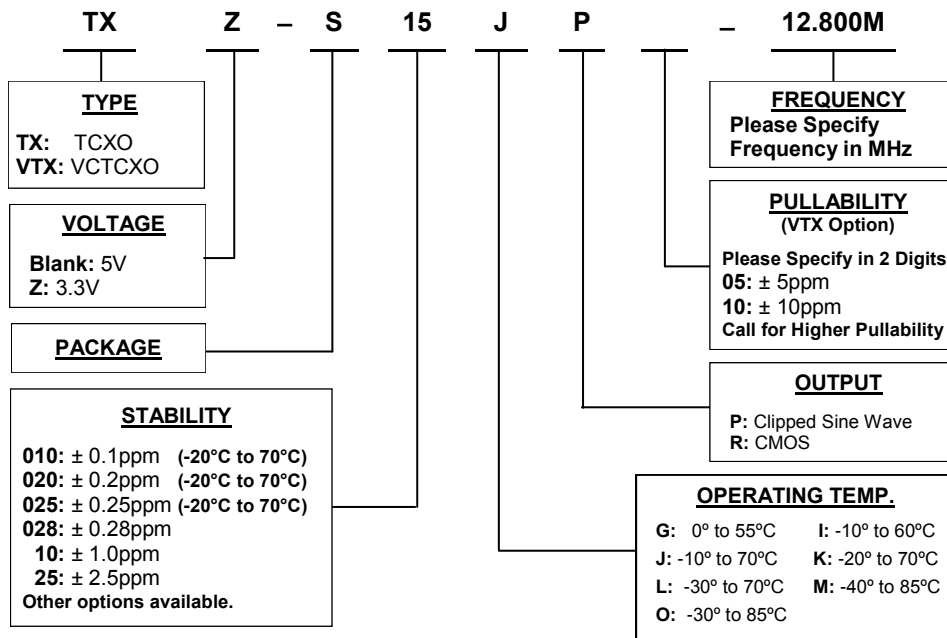 TX Z – S 15 J P – 12.800M
TYPE
TX: TCXO
VTX: VCTCXO
VOLTAGE
Blank: 5V
Z: 3.3V
PACKAGE
STABILITY
010: ± 0.1ppm (-20°C to 70°C)
020: ± 0.2ppm (-20°C to 70°C)
025: ± 0.25ppm (-20°C to 70°C)
028: ± 0.28ppm
10: ± 1.0ppm
25: ± 2.5ppm
Other options available.
FREQUENCY
Please Specify
Frequency in MHz
PULLABILITY
(VTX Option)
Please Specify in 2 Digits
05: ± 5ppm
10: ± 10ppm
Call for Higher Pullability
OUTPUT
P: Clipped Sine Wave
R: CMOS
OPERATING TEMP.
G: 0º to 55ºC I: -10º to 60ºC
J: -10º to 70ºC K: -20º to 70ºC
L: -30º to 70ºC M: -40º to 85ºC
O: -30º to 85ºC